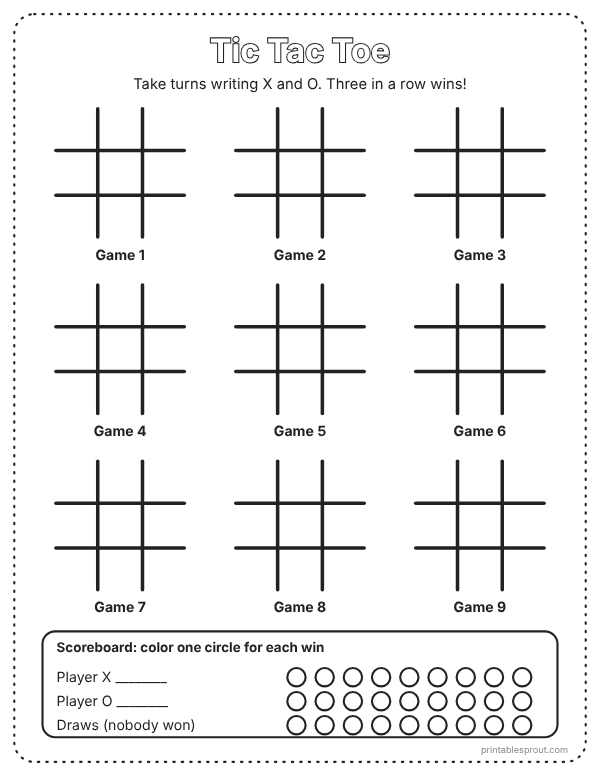 Tic Tac Toe
Take turns writing X and O. Three in a row wins!
Game 1
Game 2
Game 3
Game 4
Game 5
Game 6
Game 7
Game 8
Game 9
Scoreboard: color one circle for each win
Player X _______
Player O _______
Draws (nobody won)
printablesprout.com